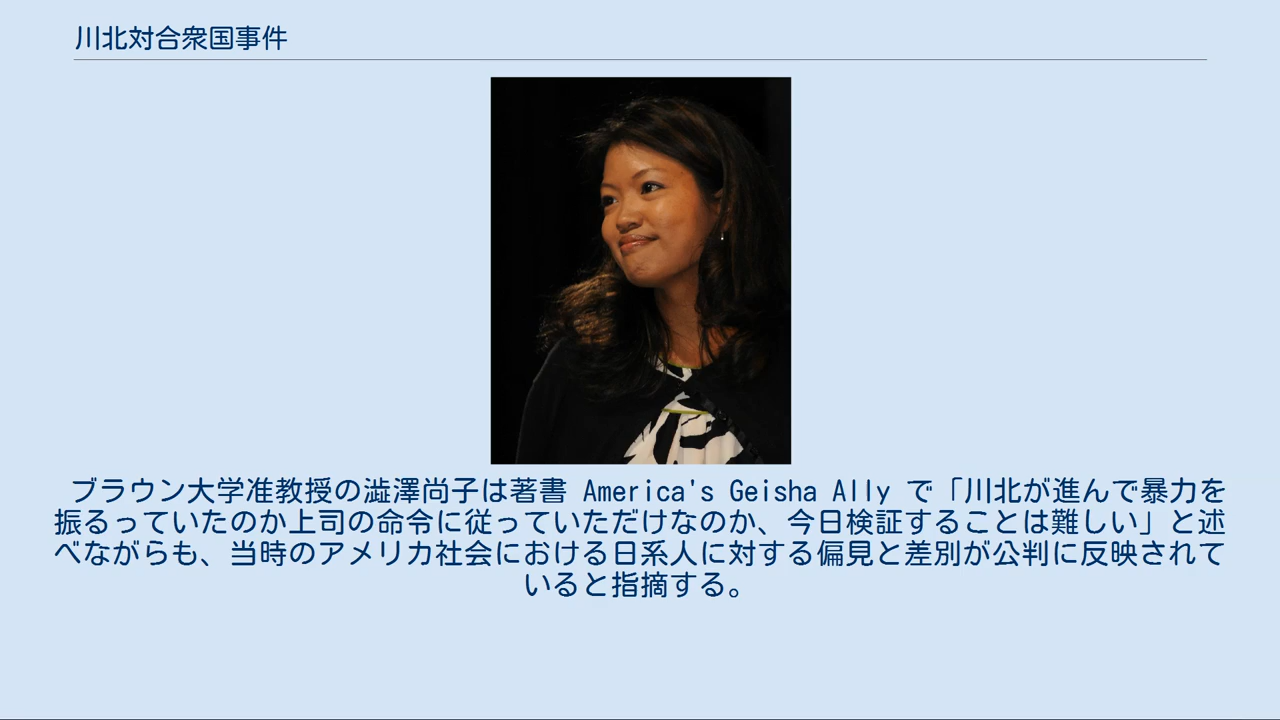 川北対合衆国事件
ブラウン大学准教授の澁澤尚子は著書 America's Geisha Ally で「川北が進んで暴力を
振るっていたのか上司の命令に従っていただけなのか、今日検証することは難しい」と述
べながらも、当時のアメリカ社会における日系人に対する偏見と差別が公判に反映されて
いると指摘する。